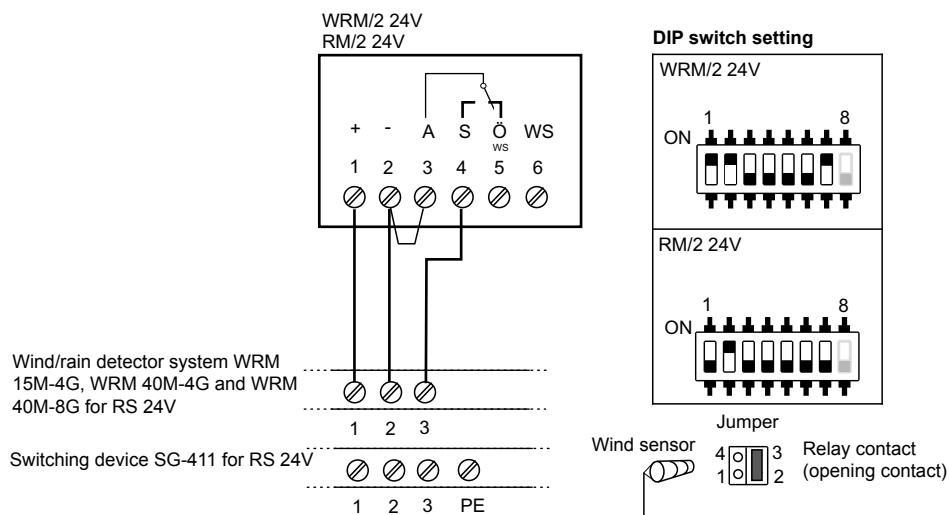 WRM/2 24V
RM/2 24V
+ - A S Ö WS
ws
1 2 3 4 5 6
Wind/rain detector system WRM
15M-4G, WRM 40M-4G and WRM
40M-8G for RS 24V
1 2 3
Switching device SG-411 for RS 24V
1 2 3 PE
DIP switch setting
WRM/2 24V
1 8
ON
RM/2 24V
1 8
ON
Jumper
Wind sensor
4 3
1 2
Relay contact
(opening contact)